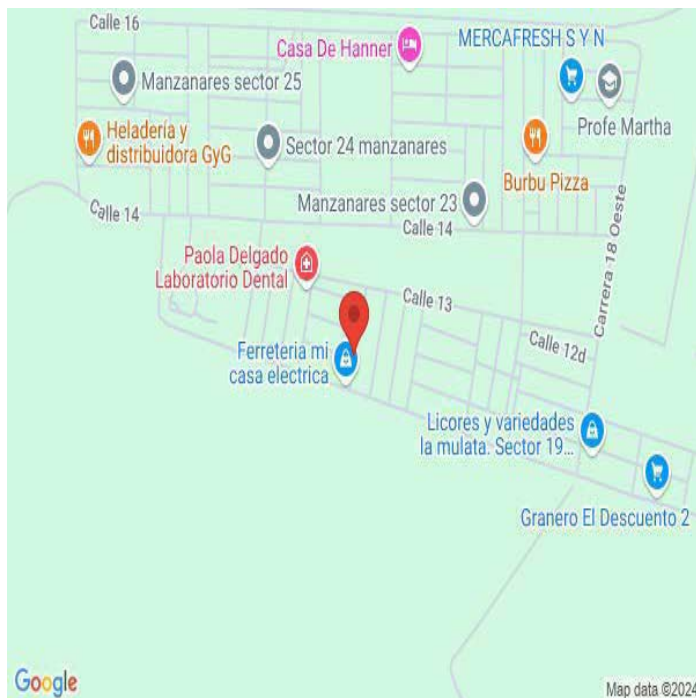 Calle 16
Casa De Hanner
MERCAFRESH S Y N
Manzanares sector 25
Profe Martha
Heladería y
distribuidora GyG
Sector 24 manzanares
Burbu Pizza
Manzanares sector 23
Calle 14
Calle 14
Carrera 18 Oeste
Paola Delgado
Laboratorio Dental
Calle 13
Calle 12d
Ferreteria mi
casa electrica
Licores y variedades
la mulata. Sector 19...
Granero El Descuento 2
Google
Map data ©2024